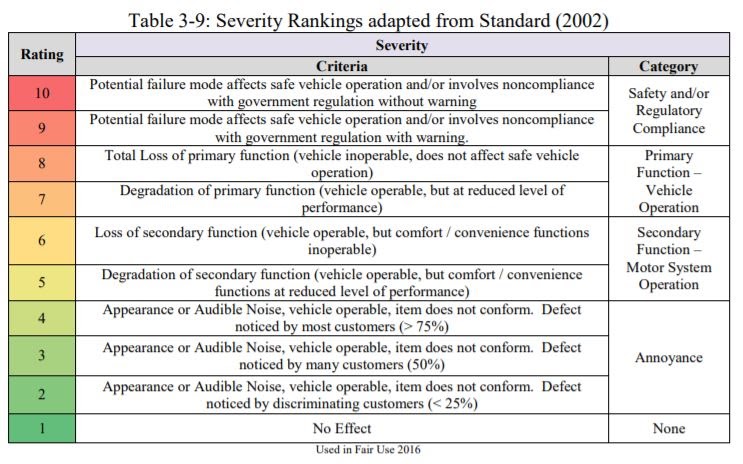 Table 3-9: Severity Rankings adapted from Standard (2002)
Rating
Severity
Criteria
Category
10
Potential failure mode affects safe vehicle operation and/or involves noncompliance
with government regulation without warning
Safety and/or
Regulatory
Compliance
9
Potential failure mode affects safe vehicle operation and/or involves noncompliance
with government regulation with warning.
8
Total Loss of primary function (vehicle inoperable, does not affect safe vehicle
operation)
Primary
Function –
Vehicle
Operation
7
Degradation of primary function (vehicle operable, but at reduced level of
performance)
6
Loss of secondary function (vehicle operable, but comfort / convenience functions
inoperable)
Secondary
Function –
Motor System
Operation
5
Degradation of secondary function (vehicle operable, but comfort / convenience
functions at reduced level of performance)
4
Appearance or Audible Noise, vehicle operable, item does not conform. Defect
noticed by most customers (> 75%)
Annoyance
3
Appearance or Audible Noise, vehicle operable, item does not conform. Defect
noticed by many customers (50%)
2
Appearance or Audible Noise, vehicle operable, item does not conform. Defect
noticed by discriminating customers (< 25%)
1
No Effect
None
Used in Fair Use 2016